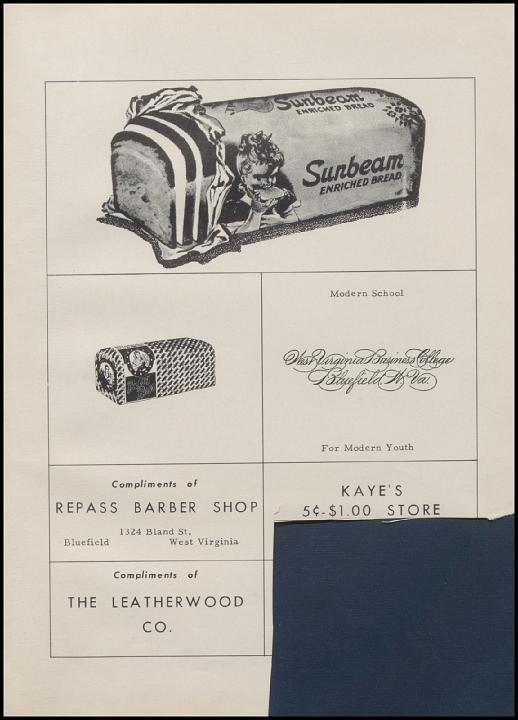 Sunbeam
ENRICHED BREAD
Sunbeam
ENRICHED BREAD
Modern School
West Virginia Business College
Bluefield W. Va.
For Modern Youth
Compliments of
REPASS BARBER SHOP
1324 Bland St.
Bluefield West Virginia
KAYE'S
5¢-$1.00 STORE
Compliments of
THE LEATHERWOOD
CO.